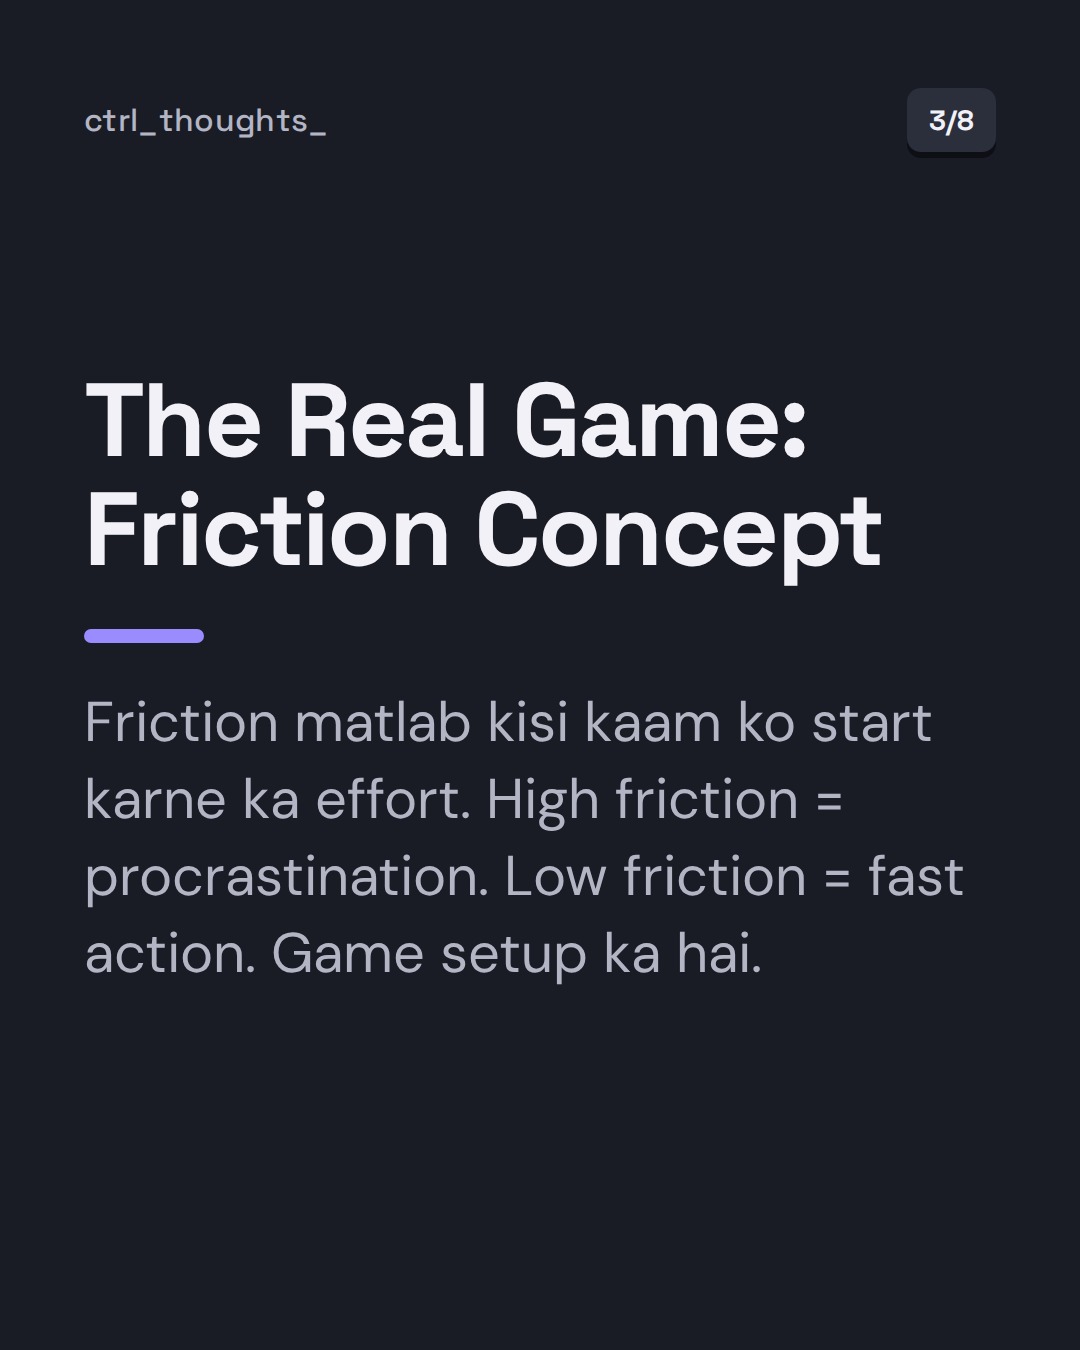 ctrl_thoughts_
3/8
The Real Game:
Friction Concept
Friction matlab kisi kaam ko start
karne ka effort. High friction =
procrastination. Low friction = fast
action. Game setup ka hai.